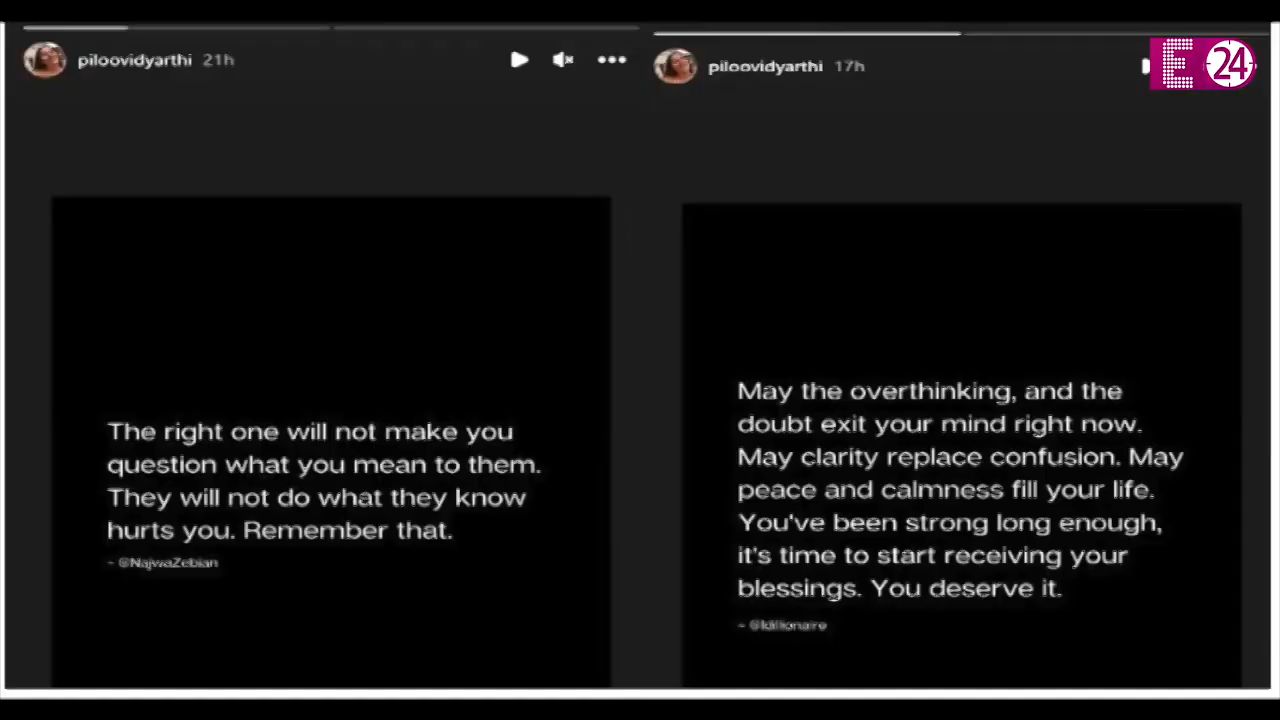 piloovidyarthi 21h
The right one will not make you
question what you mean to them.
They will not do what they know
hurts you. Remember that.
- @NajwaZebian
piloovidyarthi 17h
E 24
May the overthinking, and the
doubt exit your mind right now.
May clarity replace confusion. May
peace and calmness fill your life.
You've been strong long enough,
it's time to start receiving your
blessings. You deserve it.
- @Idillionaire